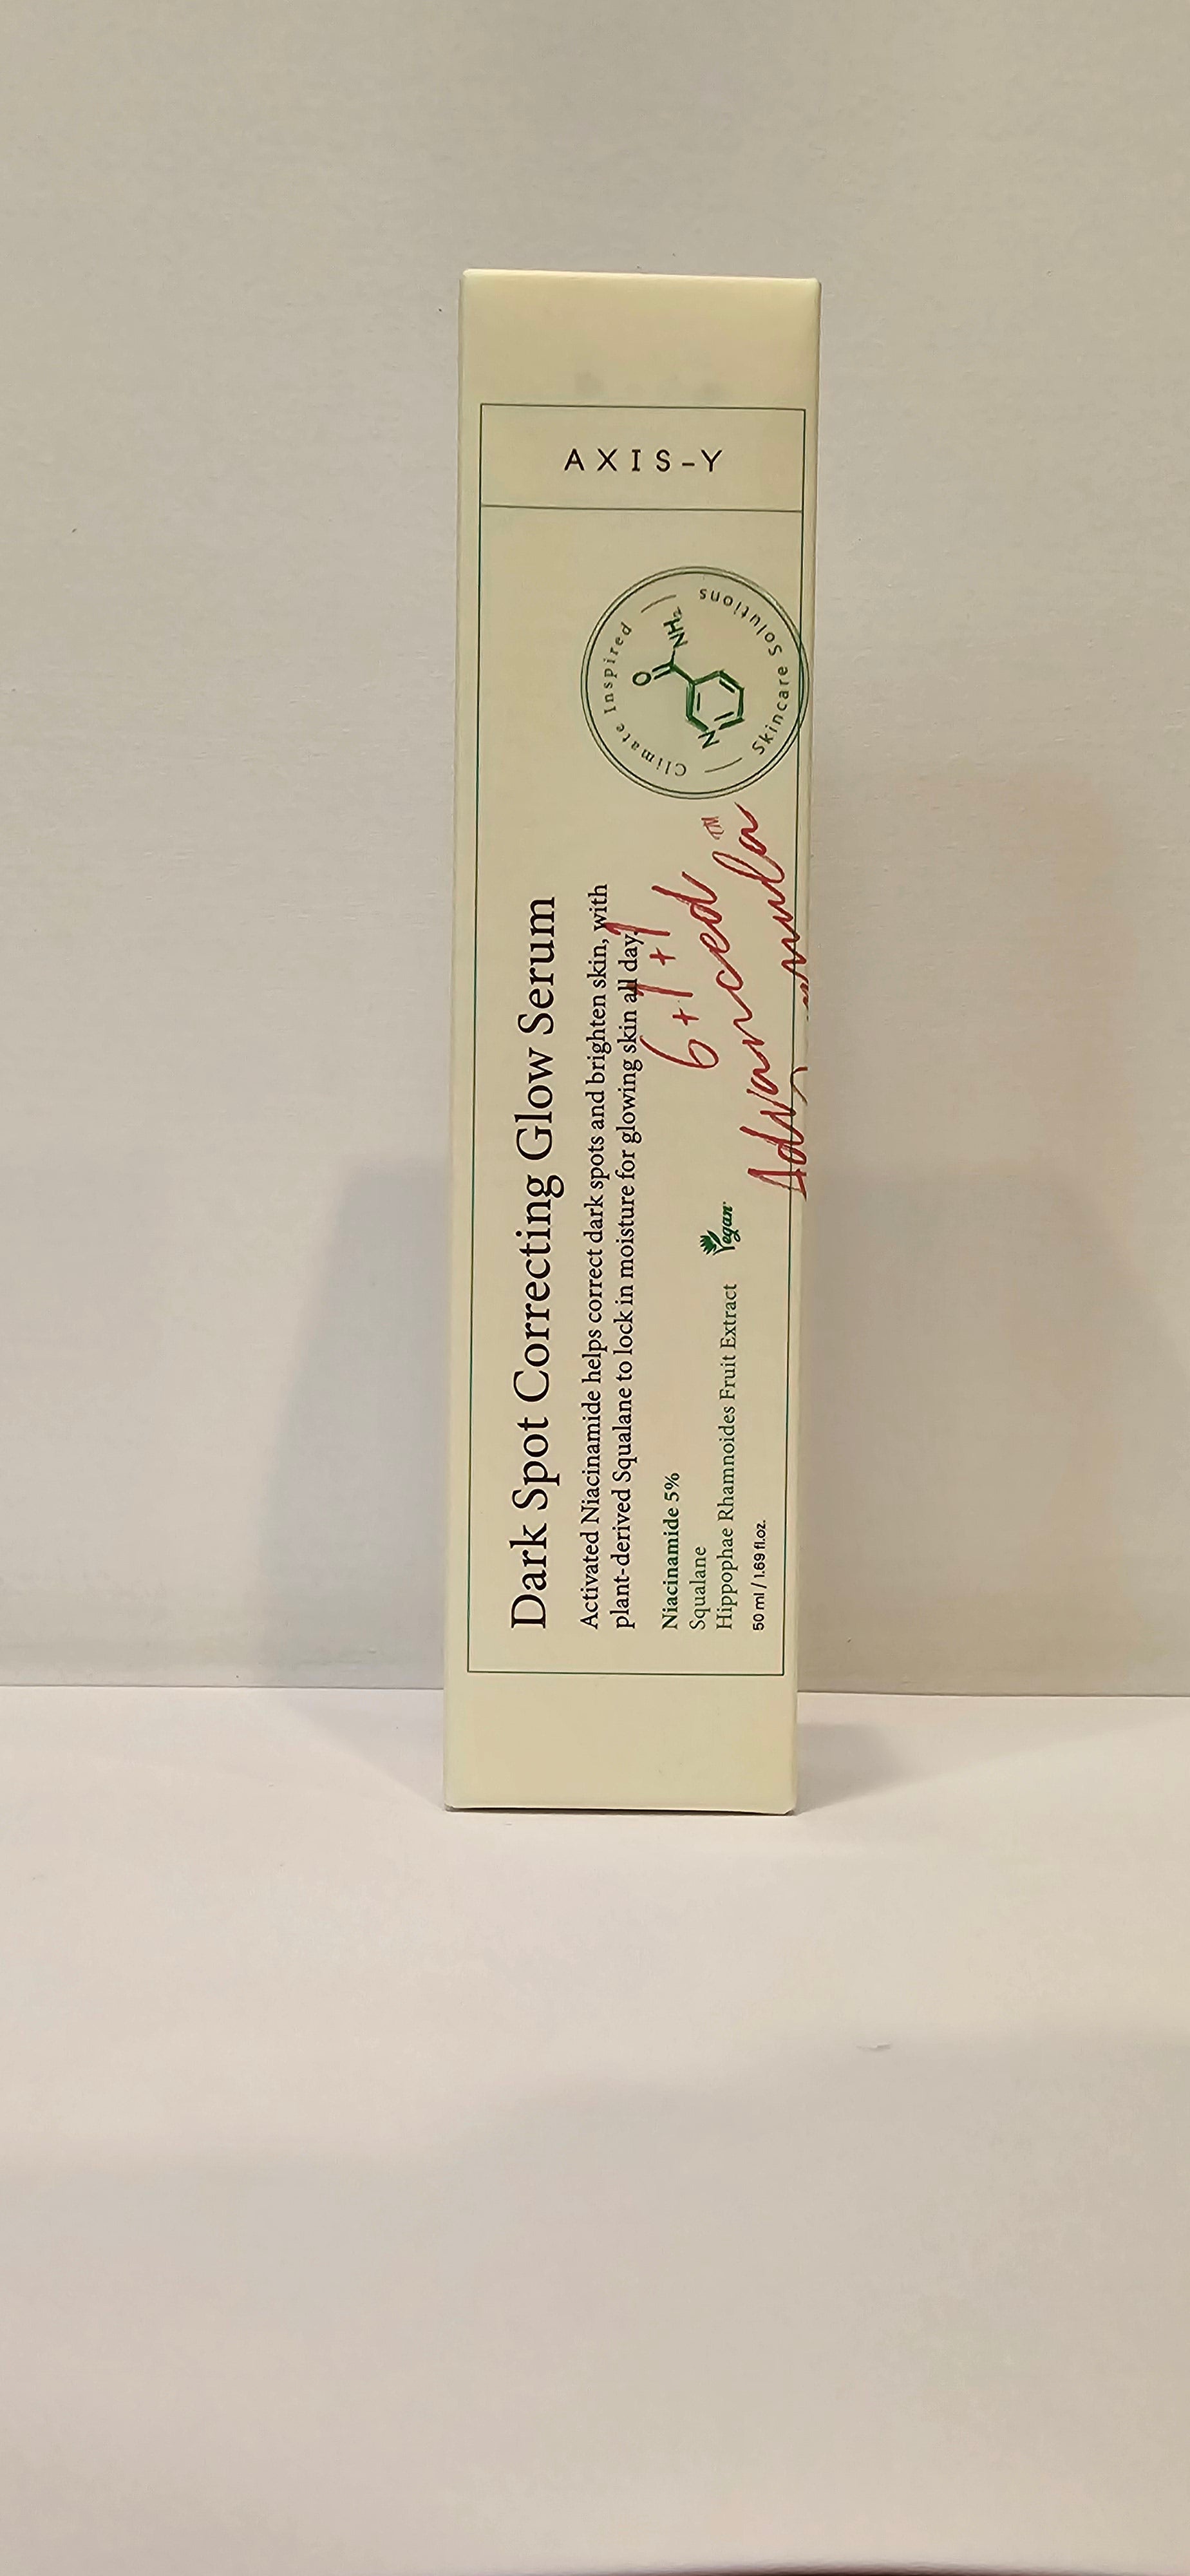 AXIS-Y
Climate Inspired
Skincare Solutions
O
NH₂
N
Dark Spot Correcting Glow Serum
Activated Niacinamide helps correct dark spots and brighten skin, with
plant-derived Squalane to lock in moisture for glowing skin all day.
6+1+1
Advanced™
Niacinamide 5%
Squalane
Hippophae Rhamnoides Fruit Extract
Vegan
50 ml / 1.69 fl.oz.